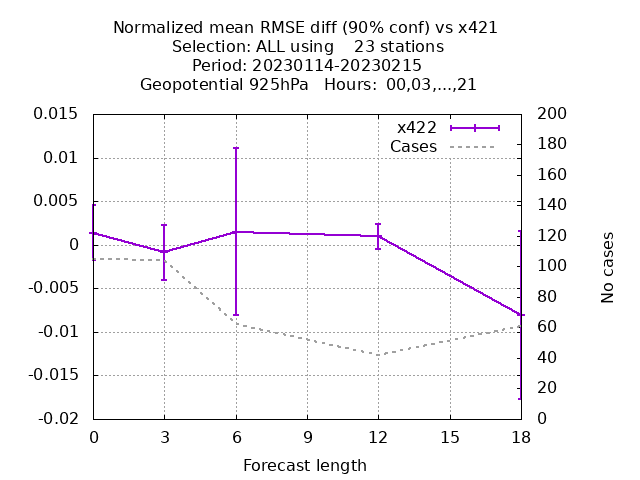 Normalized mean RMSE diff (90% conf) vs x421
Selection: ALL using    23 stations
Period: 20230114-20230215
Geopotential 925hPa   Hours:  00,03,...,21
x422
Cases
0.015
0.01
0.005
0
-0.005
-0.01
-0.015
-0.02
200
180
160
140
120
100
80
60
40
20
0
No cases
0 3 6 9 12 15 18
Forecast length